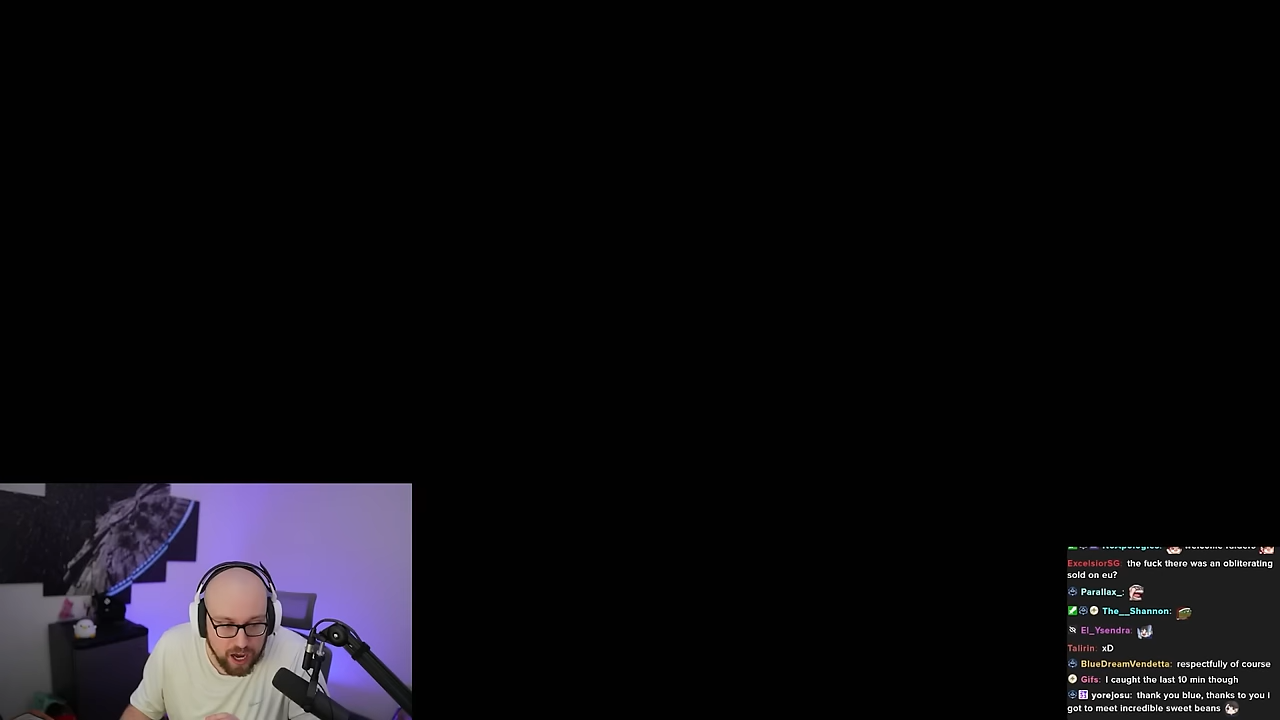 welcome raiders
ExcelsiorSG: the fuck there was an obliterating
sold on eu?
Parallax_:
The__Shannon:
El_Ysendra:
Talirin: xD
BlueDreamVendetta: respectfully of course
Gifs: I caught the last 10 min though
yorejosu: thank you blue, thanks to you i
got to meet incredible sweet beans